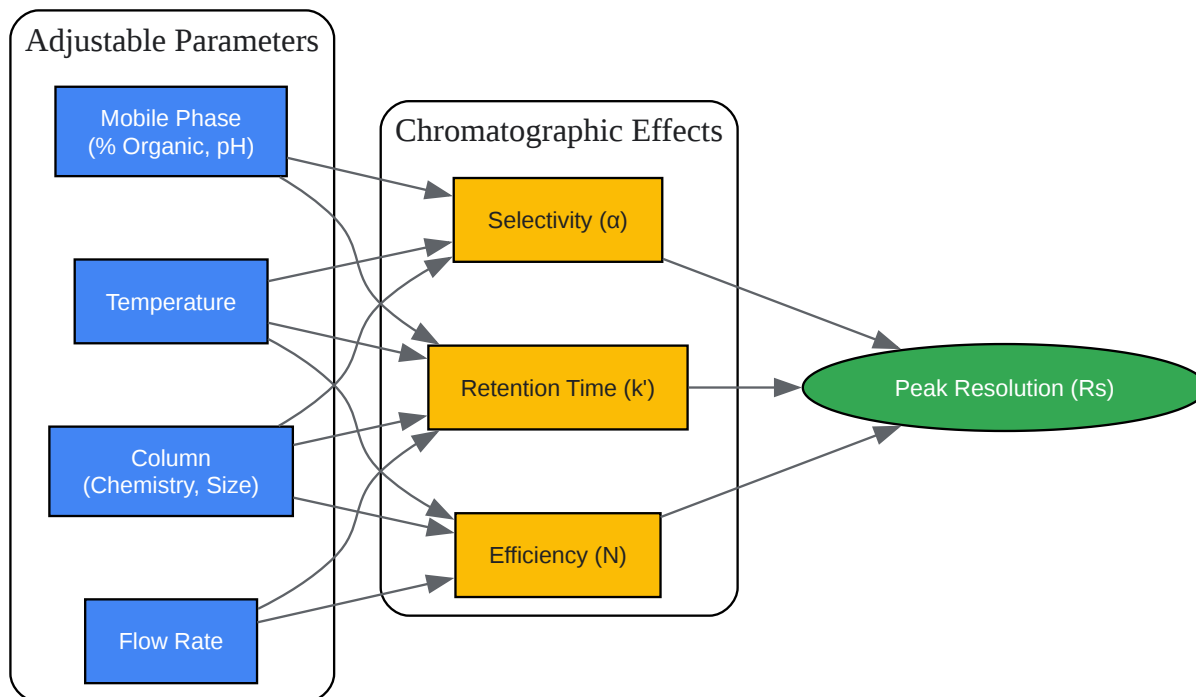 Adjustable Parameters
Mobile Phase
(% Organic, pH)
Temperature
Column
(Chemistry, Size)
Flow Rate
Chromatographic Effects
Selectivity (α)
Retention Time (k')
Efficiency (N)
Peak Resolution (Rs)